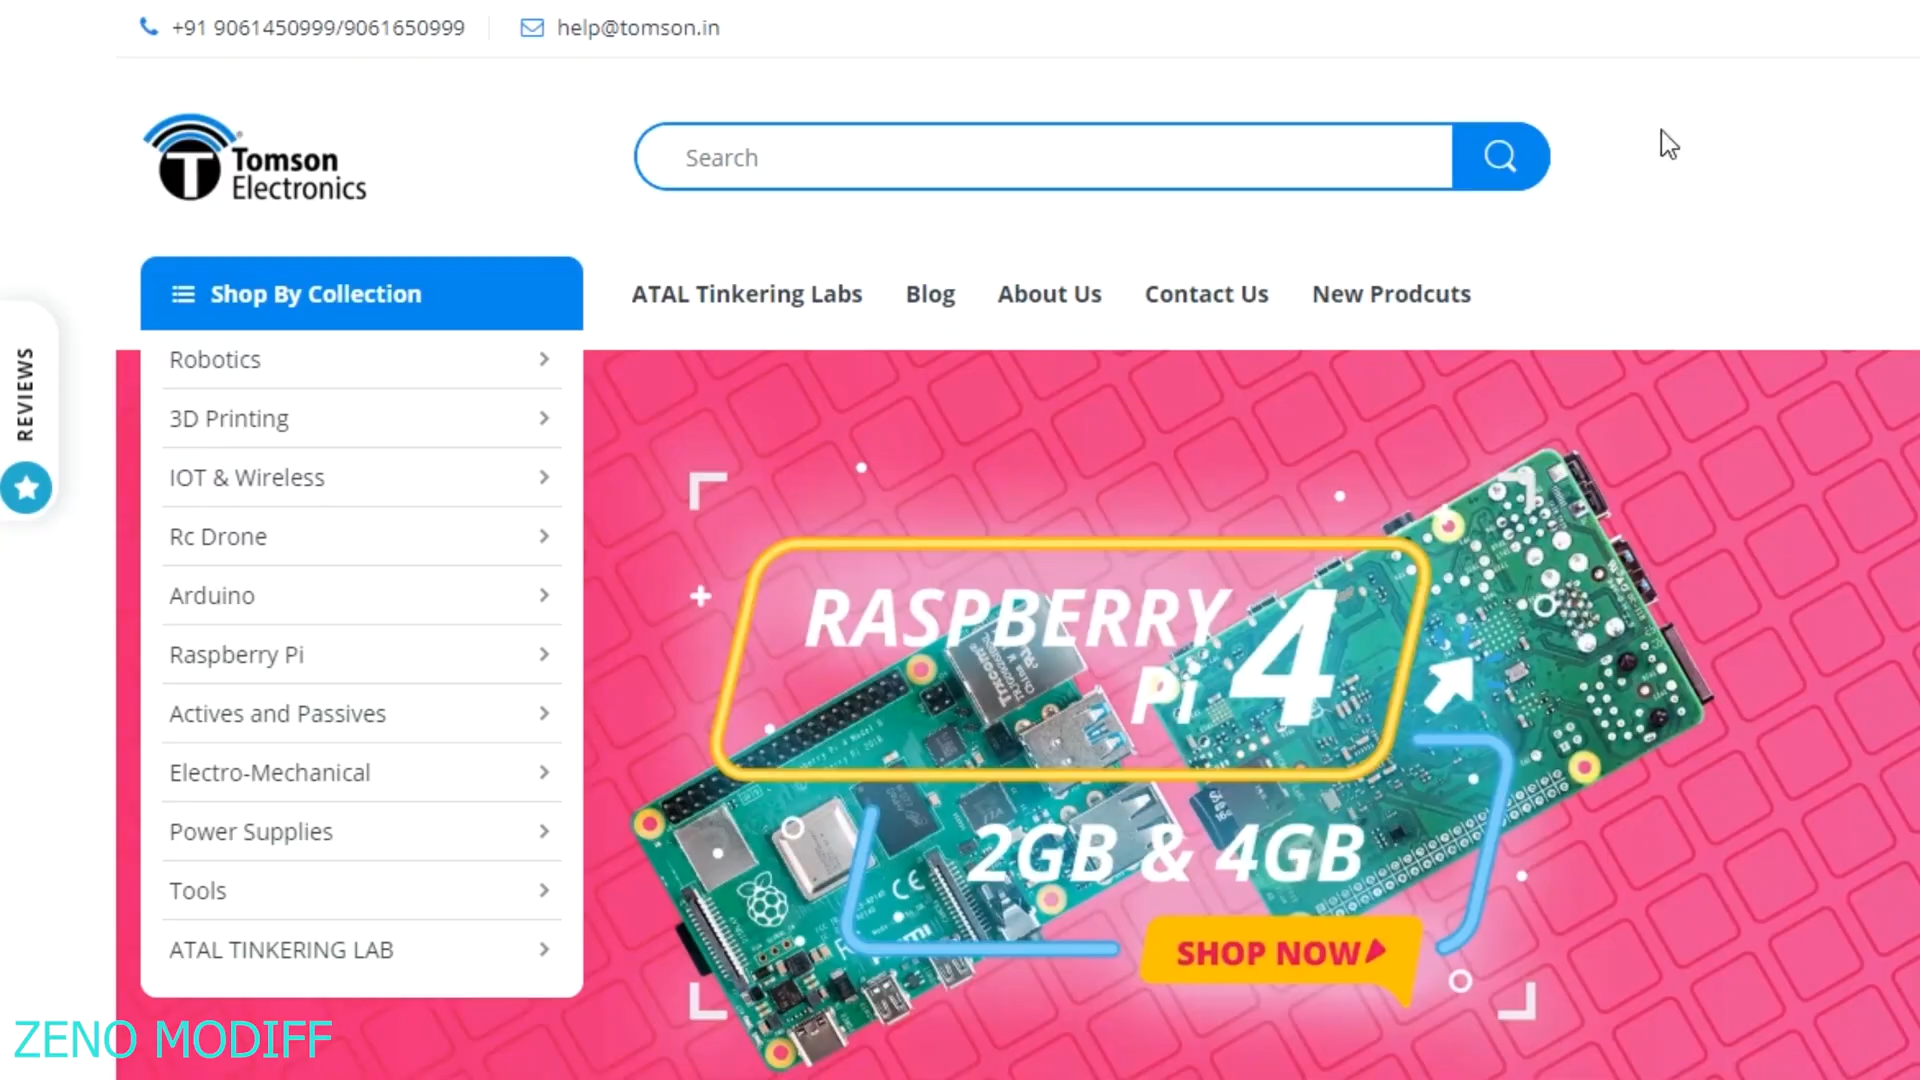 +91 9061450999/9061650999
help@tomson.in
Tomson
Electronics
Search
Shop By Collection
ATAL Tinkering Labs
Blog
About Us
Contact Us
New Prodcuts
REVIEWS
Robotics
3D Printing
IOT & Wireless
Rc Drone
Arduino
Raspberry Pi
Actives and Passives
Electro-Mechanical
Power Supplies
Tools
ATAL TINKERING LAB
RASPBERRY
Pi 4
2GB & 4GB
SHOP NOW
ZENO MODIFF